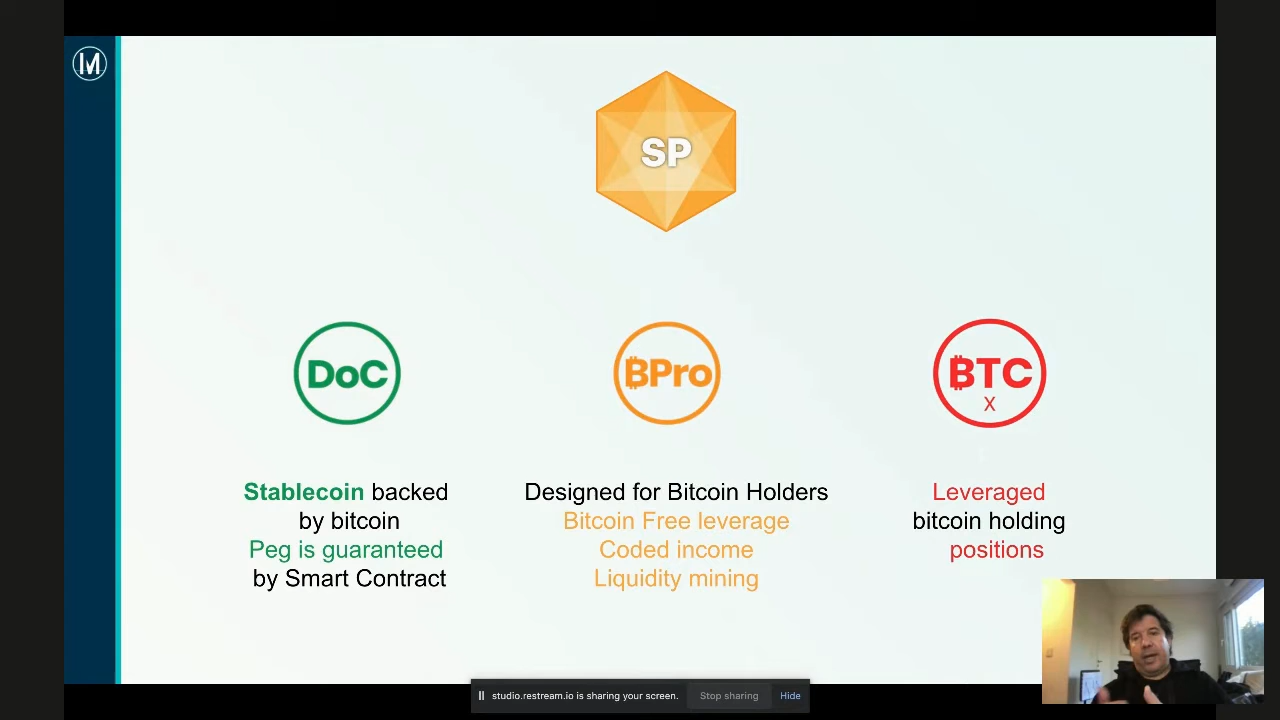 M
SP
DoC
BPro
BTC
X
Stablecoin backed
by bitcoin
Peg is guaranteed
by Smart Contract
Designed for Bitcoin Holders
Bitcoin Free leverage
Coded income
Liquidity mining
Leveraged
bitcoin holding
positions
studio.restream.io is sharing your screen.
Stop sharing
Hide